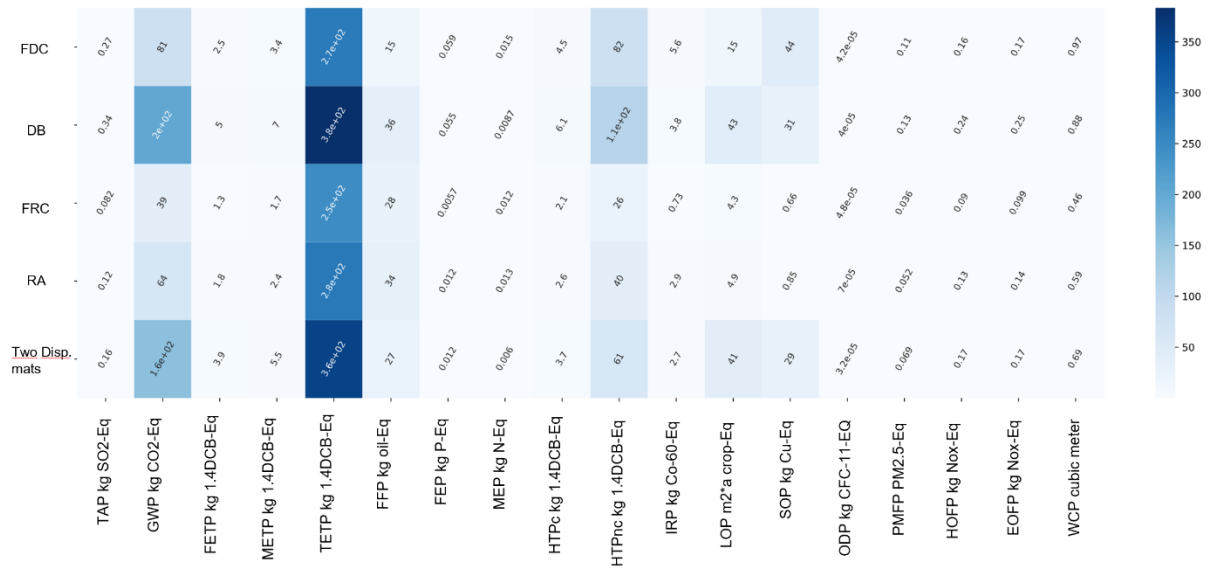 FDC 0.27 81 2.5 3.4 2.7e+02 15 0.059 0.015 4.5 82 5.6 15 44 4.2e-05 0.11 0.16 0.17 0.97
DB 0.34 2e+02 5 7 3.8e+02 36 0.055 0.0087 6.1 1.1e+02 3.8 43 31 4e-05 0.13 0.24 0.25 0.88
FRC 0.082 39 1.3 1.7 2.5e+02 28 0.0057 0.012 2.1 26 0.73 4.3 0.66 4.8e-05 0.036 0.09 0.099 0.46
RA 0.12 64 1.8 2.4 2.8e+02 34 0.012 0.013 2.6 40 2.9 4.9 0.85 7e-05 0.052 0.13 0.14 0.59
Two Disp.
mats 0.16 1.6e+02 3.9 5.5 3.6e+02 27 0.012 0.006 3.7 61 2.7 41 29 3.2e-05 0.069 0.17 0.17 0.69
TAP kg SO2-Eq
GWP kg CO2-Eq
FETP kg 1.4DCB-Eq
METP kg 1.4DCB-Eq
TETP kg 1.4DCB-Eq
FFP kg oil-Eq
FEP kg P-Eq
MEP kg N-Eq
HTPc kg 1.4DCB-Eq
HTPnc kg 1.4DCB-Eq
IRP kg Co-60-Eq
LOP m2*a crop-Eq
SOP kg Cu-Eq
ODP kg CFC-11-EQ
PMFP PM2.5-Eq
HOFP kg Nox-Eq
EOFP kg Nox-Eq
WCP cubic meter
350
300
250
200
150
100
50